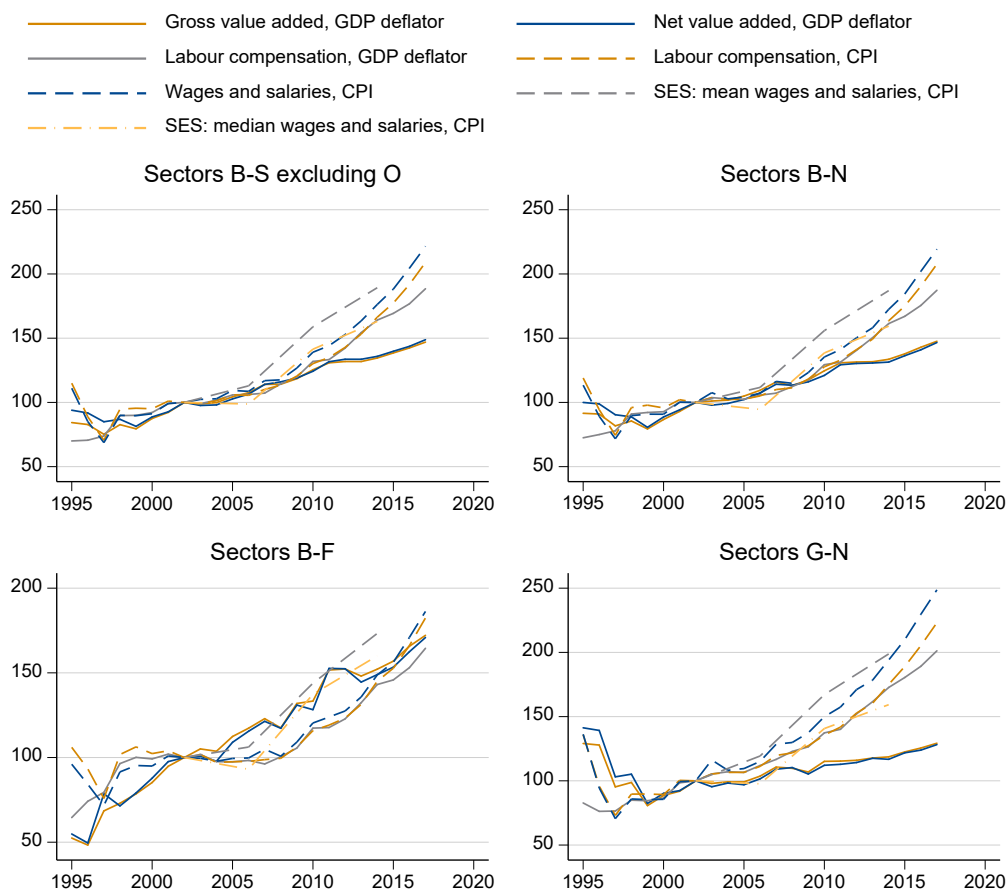 Gross value added, GDP deflator
Net value added, GDP deflator
Labour compensation, GDP deflator
Labour compensation, CPI
Wages and salaries, CPI
SES: mean wages and salaries, CPI
SES: median wages and salaries, CPI
Sectors B-S excluding O
250
200
150
100
50
1995 2000 2005 2010 2015 2020
Sectors B-N
250
200
150
100
50
1995 2000 2005 2010 2015 2020
Sectors B-F
200
150
100
50
1995 2000 2005 2010 2015 2020
Sectors G-N
250
200
150
100
50
1995 2000 2005 2010 2015 2020